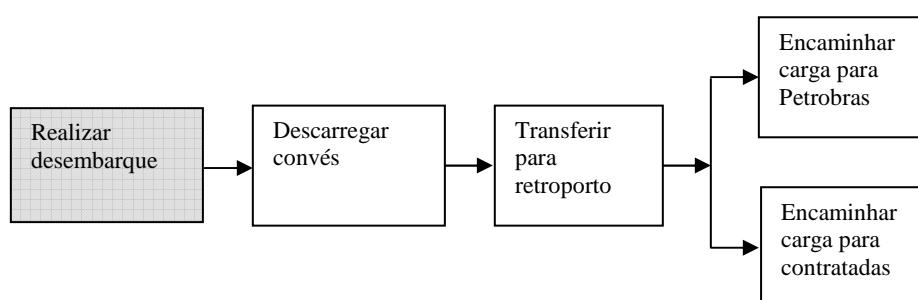 Realizar
desembarque
Descarregar
convés
Transferir
para
retroporto
Encaminhar
carga para
Petrobras
Encaminhar
carga para
contratadas